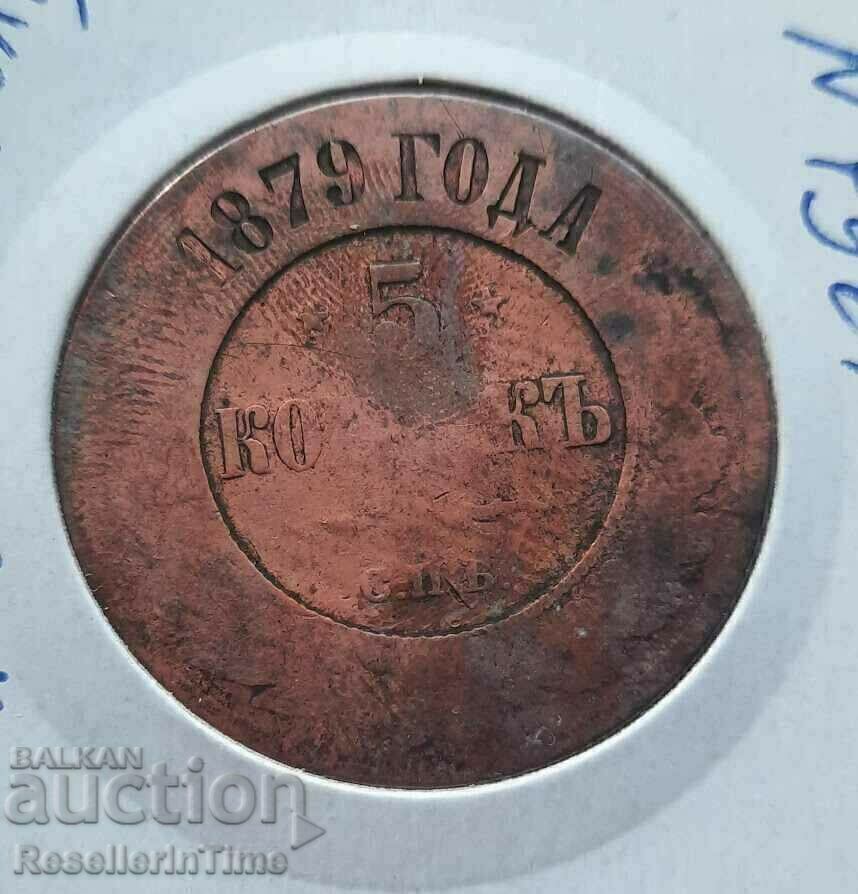 1879 ГОДА
5
КО КЪ
BALKAN
auction
ResellerInTime